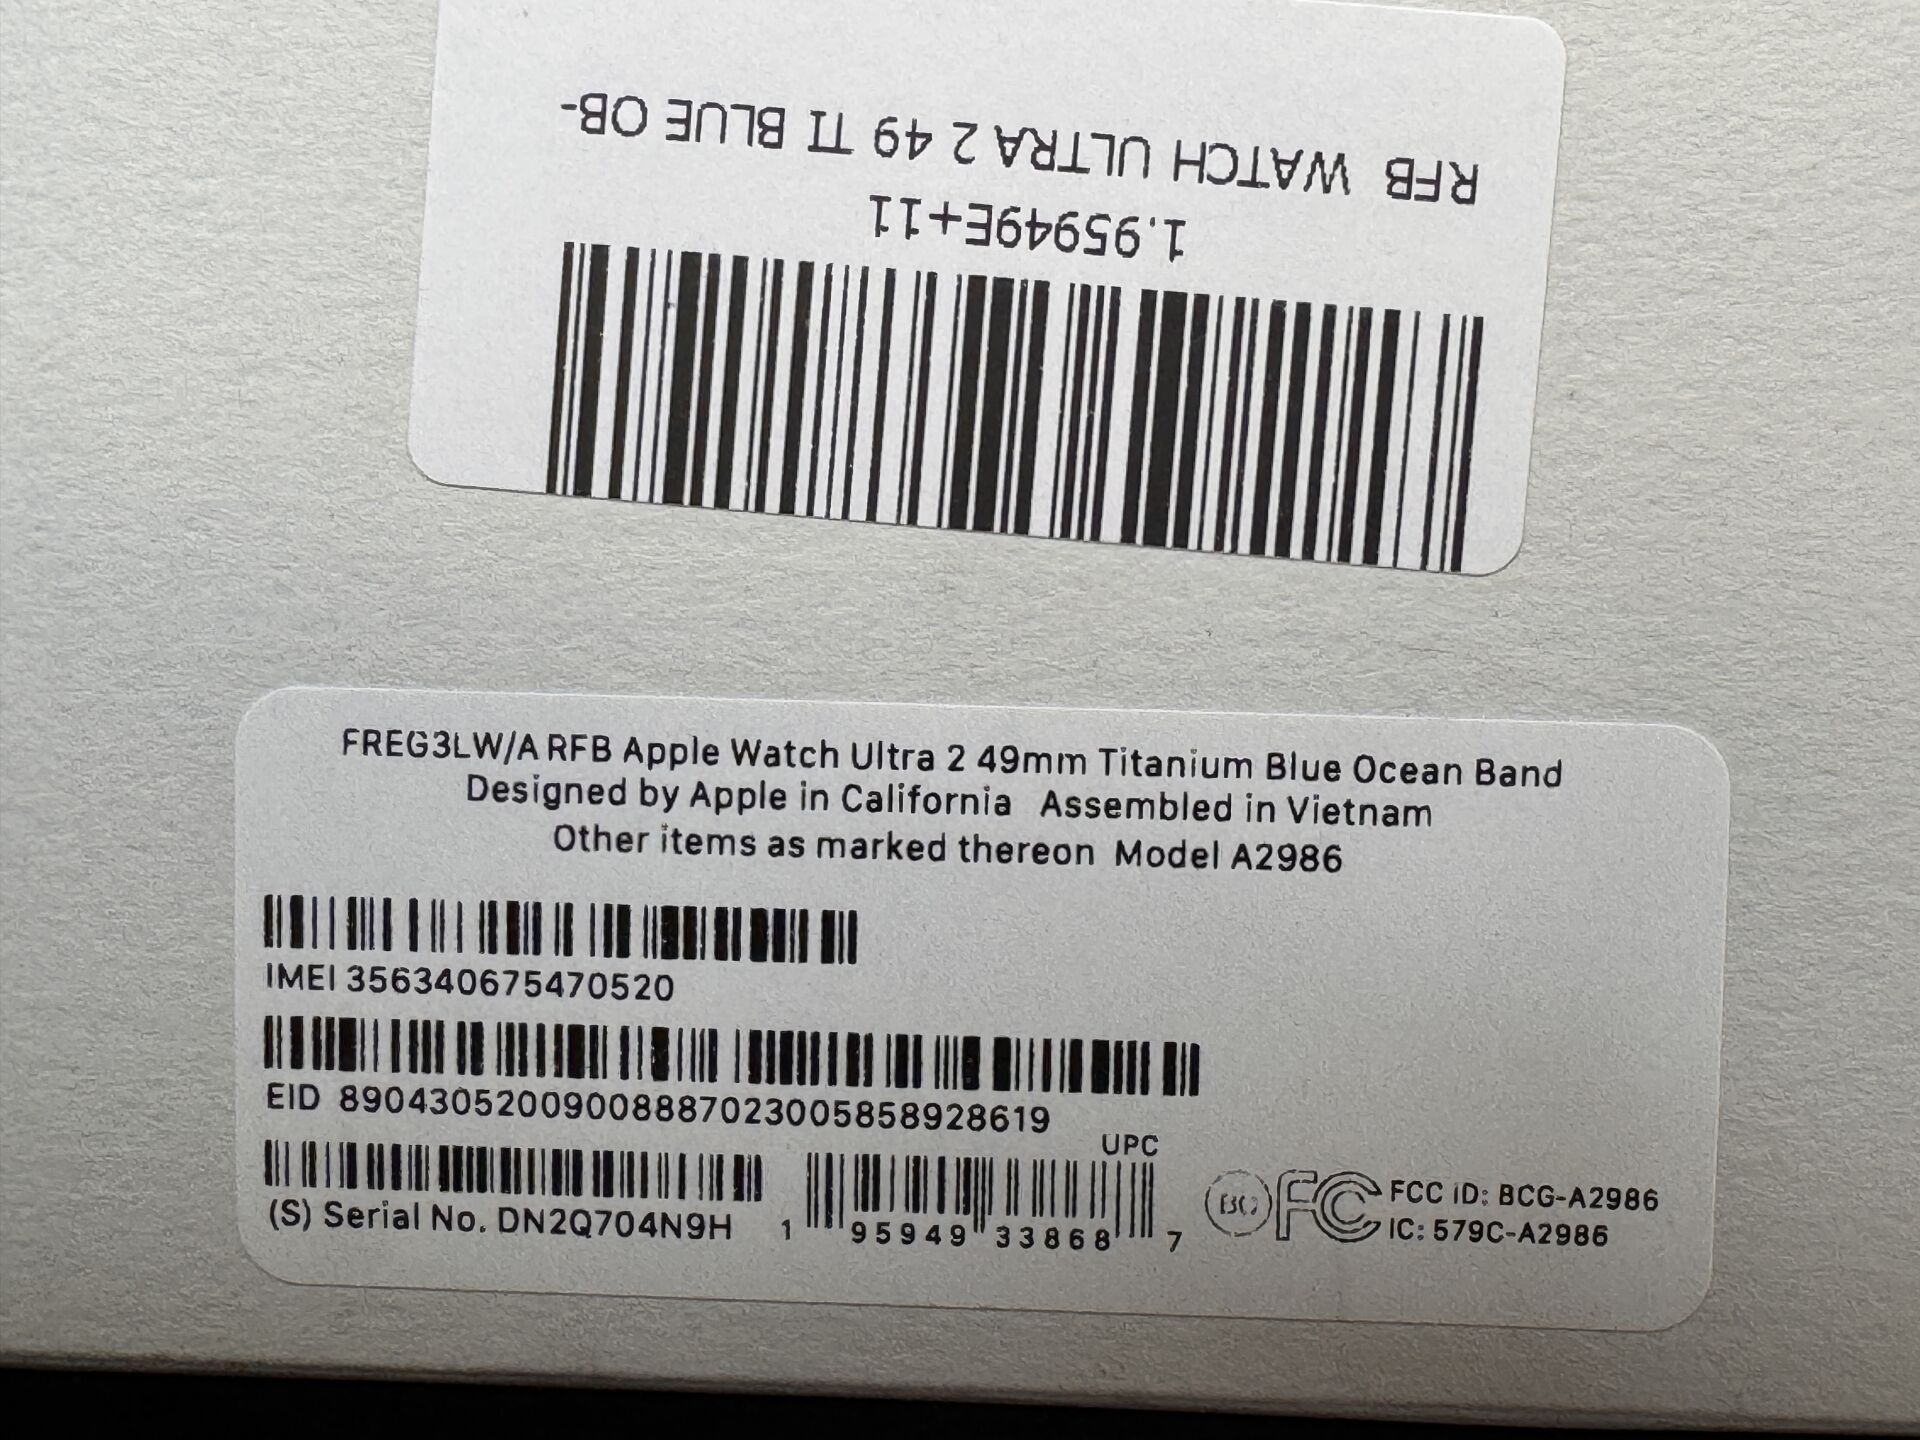 RFB  WATCH ULTRA 2 49 TI BLUE OB-
1.95949E+11
FREG3LW/A RFB Apple Watch Ultra 2 49mm Titanium Blue Ocean Band
Designed by Apple in California  Assembled in Vietnam
Other items as marked thereon  Model A2986
IMEI 356340675470520
EID 89043052009008887023005858928619
UPC
(S) Serial No. DN2Q704N9H
1 95949 33868 7
FC
FCC ID: BCG-A2986
IC: 579C-A2986